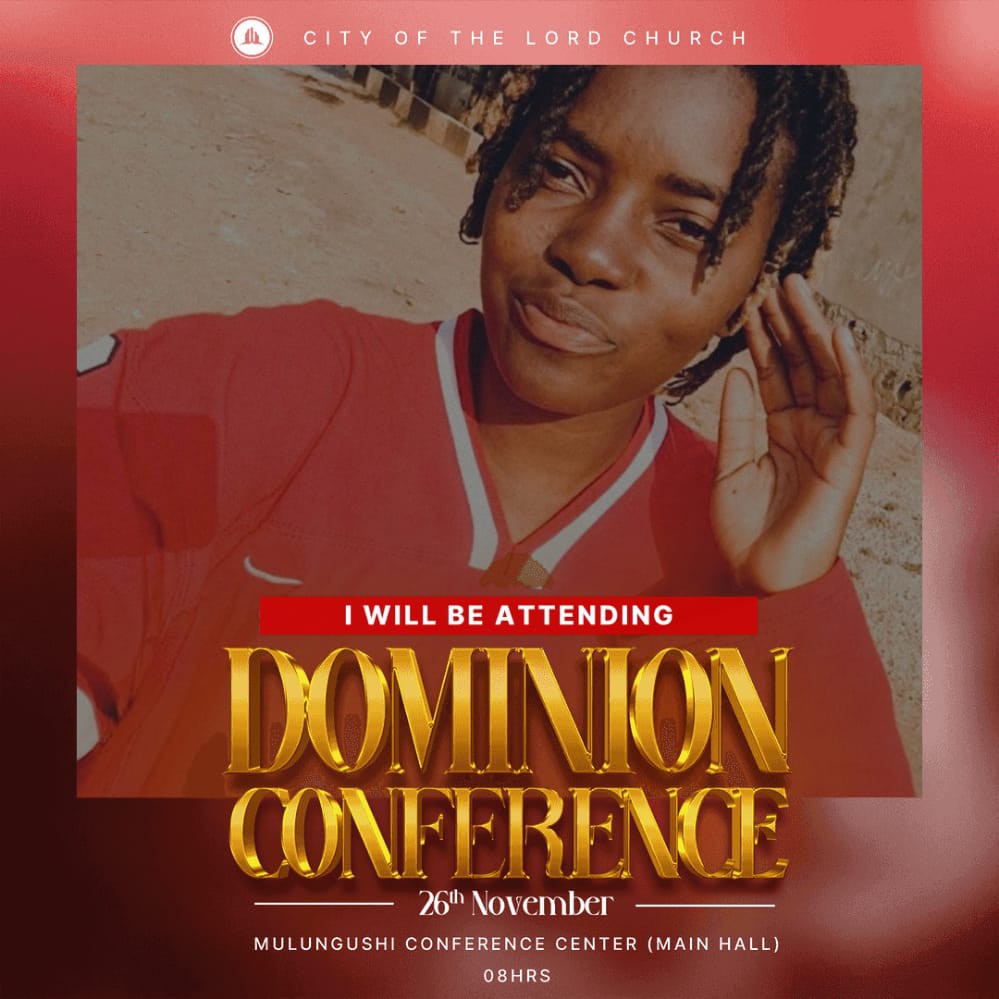 CITY OF THE LORD CHURCH
I WILL BE ATTENDING
DOMINION
CONFERENCE
26th November
MULUNGUSHI CONFERENCE CENTER (MAIN HALL)
08HRS